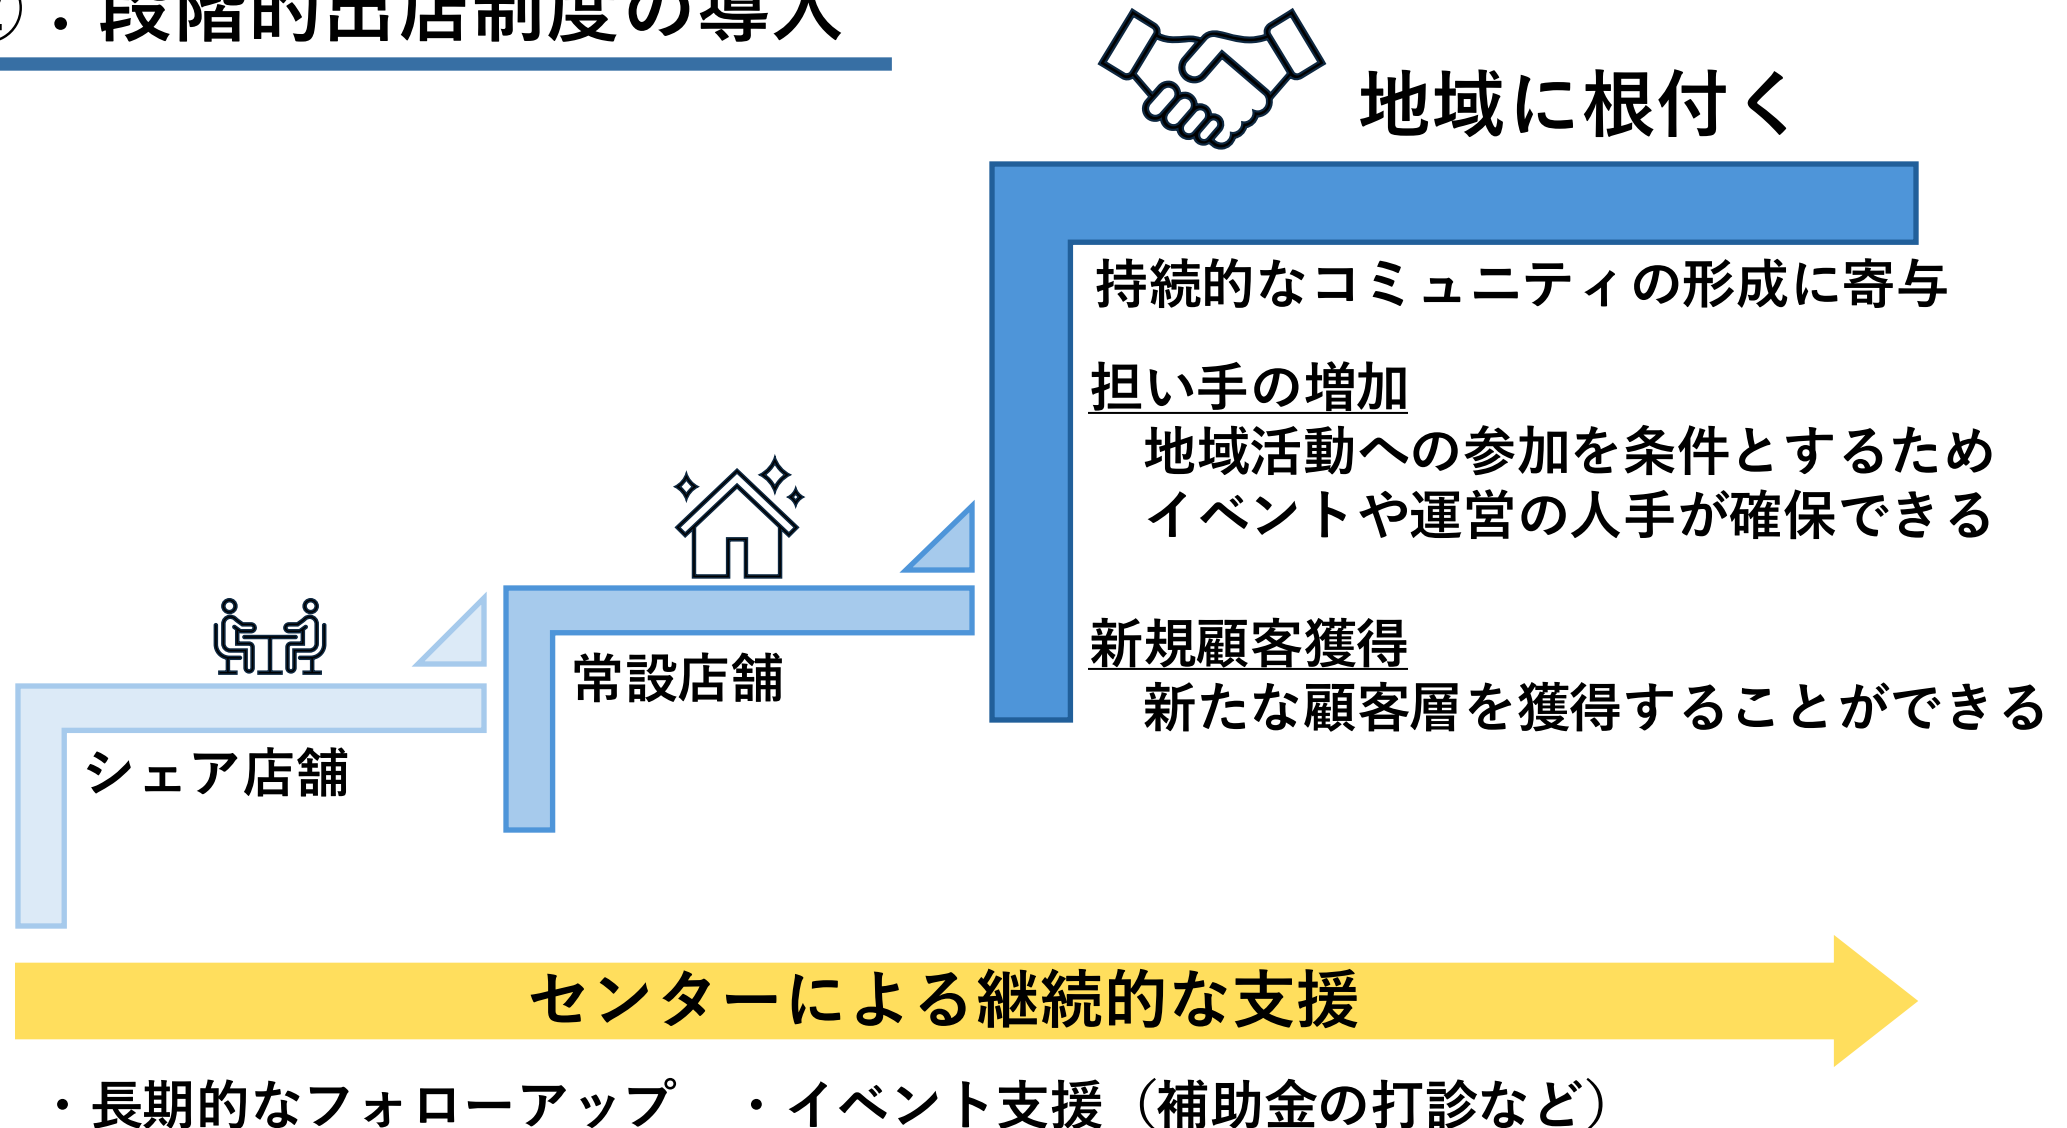 ．段階的出店制度の導入
地域に根付く
持続的なコミュニティの形成に寄与
担い手の増加
地域活動への参加を条件とするため
イベントや運営の人手が確保できる
新規顧客獲得
新たな顧客層を獲得することができる
常設店舗
シェア店舗
センターによる継続的な支援
・長期的なフォローアップ　・イベント支援（補助金の打診など）